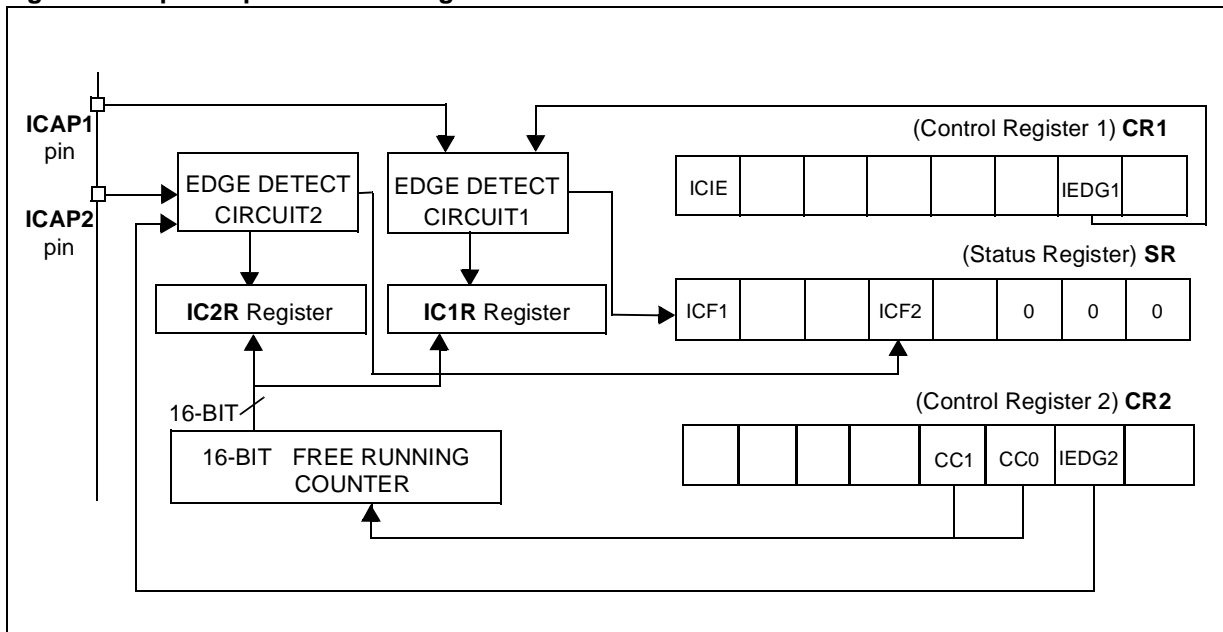 (Control Register 1) CR1
ICAP1
pin
ICAP2
pin
EDGE DETECT
CIRCUIT2
EDGE DETECT
CIRCUIT1
ICIE IEDG1
(Status Register) SR
IC2R Register
IC1R Register
ICF1 ICF2 0 0 0
(Control Register 2) CR2
16-BIT
16-BIT FREE RUNNING
COUNTER
CC1 CC0 IEDG2